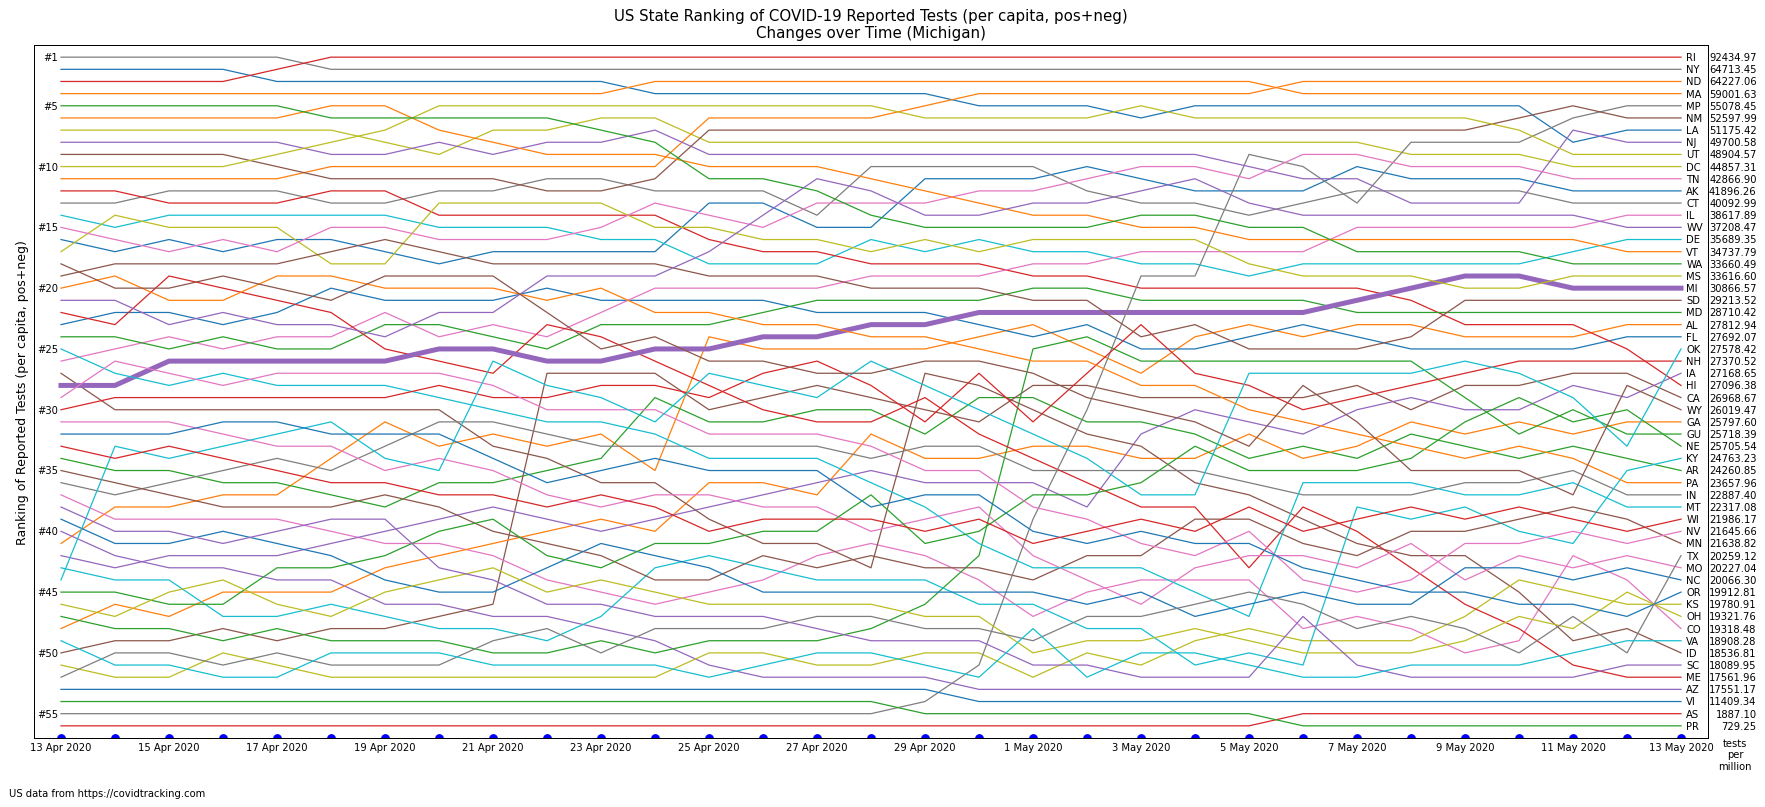 US State Ranking of COVID-19 Reported Tests (per capita, pos+neg)
Changes over Time (Michigan)
Ranking of Reported Tests (per capita, pos+neg)
#1
#5
#10
#15
#20
#25
#30
#35
#40
#45
#50
#55
RI 92434.97
NY 64713.45
ND 64227.06
MA 59001.63
MP 55078.45
NM 52597.99
LA 51175.42
NJ 49700.58
UT 48904.57
DC 44857.31
TN 42866.90
AK 41896.26
CT 40092.99
IL 38617.89
WV 37208.47
DE 35689.35
VT 34737.79
WA 33660.49
MS 33616.60
MI 30866.57
SD 29213.52
MD 28710.42
AL 27812.94
FL 27692.07
OK 27578.42
NH 27370.52
IA 27168.65
HI 27096.38
CA 26968.67
WY 26019.47
GA 25797.60
GU 25718.39
NE 25705.54
KY 24763.23
AR 24260.85
PA 23657.96
IN 22887.40
MT 22317.08
WI 21986.17
NV 21645.66
MN 21638.82
TX 20259.12
MO 20227.04
NC 20066.30
OR 19912.81
KS 19780.91
OH 19321.76
CO 19318.48
VA 18908.28
ID 18536.81
SC 18089.95
ME 17561.96
AZ 17551.17
VI 11409.34
AS 1887.10
PR 729.25
13 Apr 2020 15 Apr 2020 17 Apr 2020 19 Apr 2020 21 Apr 2020 23 Apr 2020 25 Apr 2020 27 Apr 2020 29 Apr 2020 1 May 2020 3 May 2020 5 May 2020 7 May 2020 9 May 2020 11 May 2020 13 May 2020
tests
per
million
US data from https://covidtracking.com